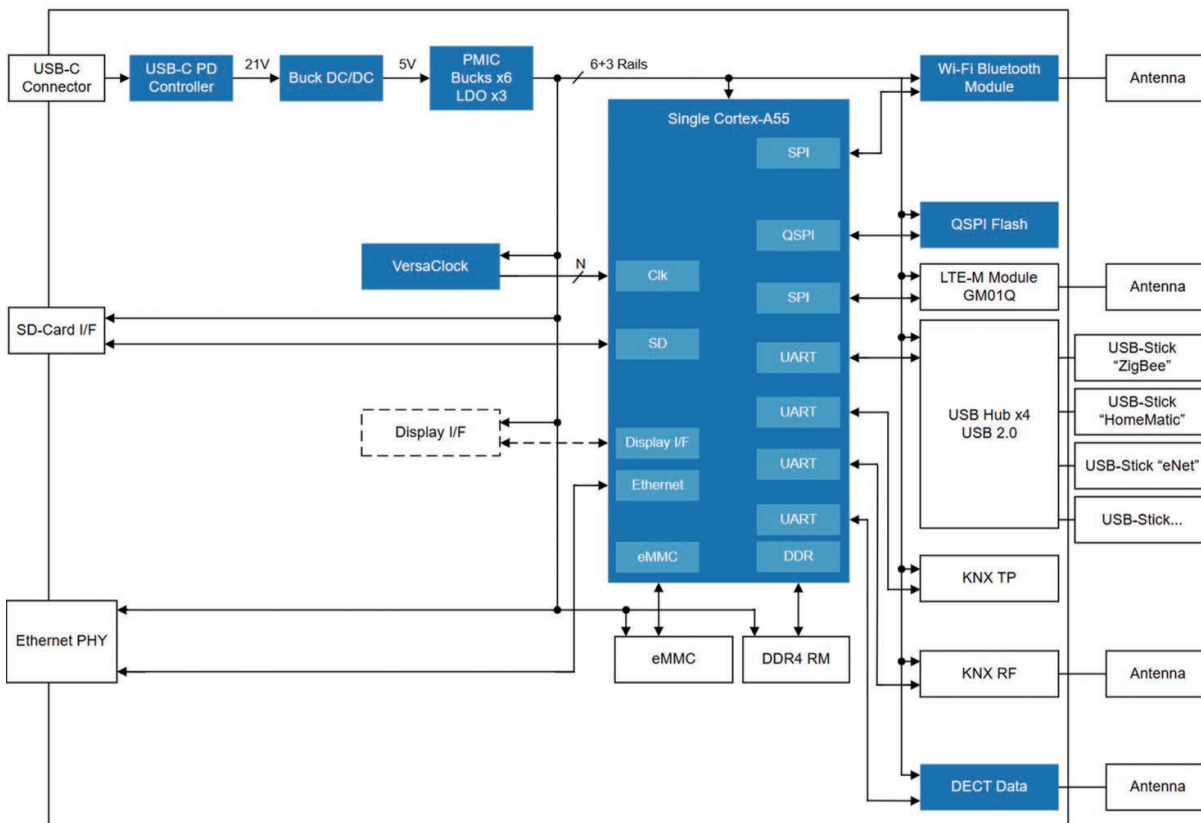 USB-C
Connector
USB-C PD
Controller
21V
Buck DC/DC
5V
PMIC
Bucks x6
LDO x3
6+3 Rails
Wi-Fi Bluetooth
Module
Antenna
Single Cortex-A55
SPI
QSPI
QSPI Flash
VersaClock
N
Clk
SPI
LTE-M Module
GM01Q
Antenna
SD-Card I/F
SD
UART
USB Hub x4
USB 2.0
USB-Stick
“ZigBee”
USB-Stick
“HomeMatic”
USB-Stick “eNet”
USB-Stick...
UART
Display I/F
Display I/F
UART
Ethernet
UART
eMMC
DDR
KNX TP
Ethernet PHY
eMMC
DDR4 RM
KNX RF
Antenna
DECT Data
Antenna